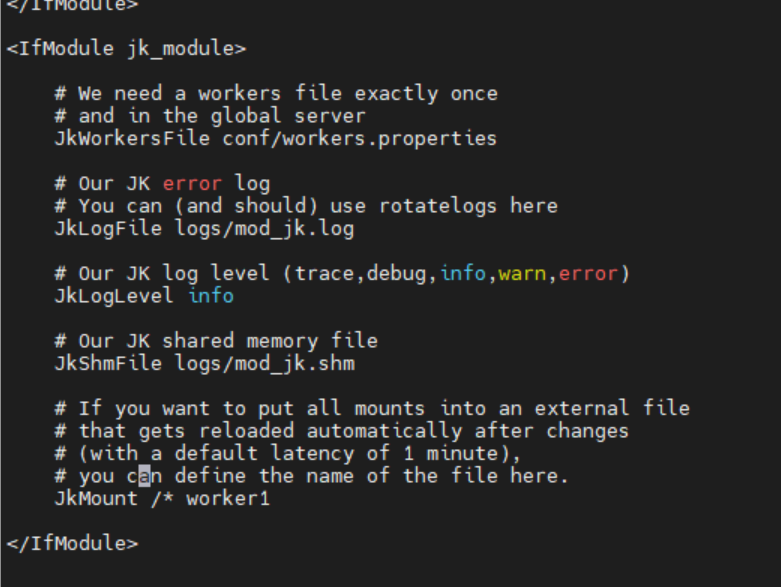 </IfModule>
<IfModule jk_module>
# We need a workers file exactly once
# and in the global server
JkWorkersFile conf/workers.properties
# Our JK error log
# You can (and should) use rotatelogs here
JkLogFile logs/mod_jk.log
# Our JK log level (trace,debug,info,warn,error)
JkLogLevel info
# Our JK shared memory file
JkShmFile logs/mod_jk.shm
# If you want to put all mounts into an external file
# that gets reloaded automatically after changes
# (with a default latency of 1 minute),
# you can define the name of the file here.
JkMount /* worker1
</IfModule>